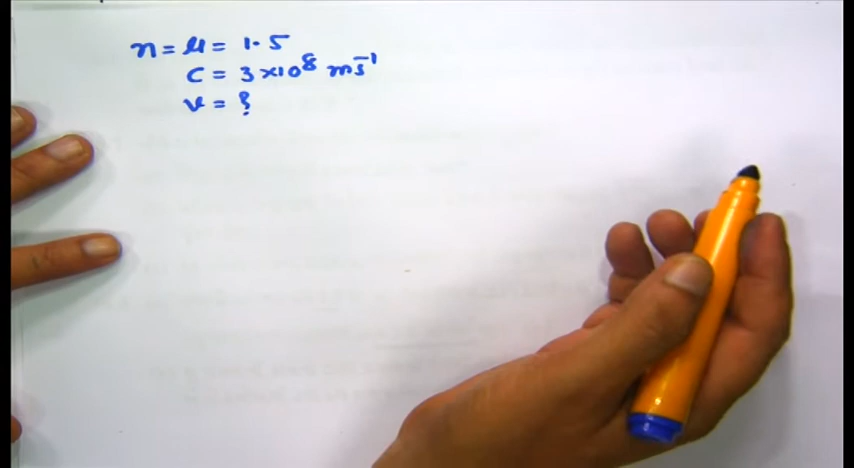 n = μ = 1.5
c = 3 × 10⁸ ms⁻¹
v = ?